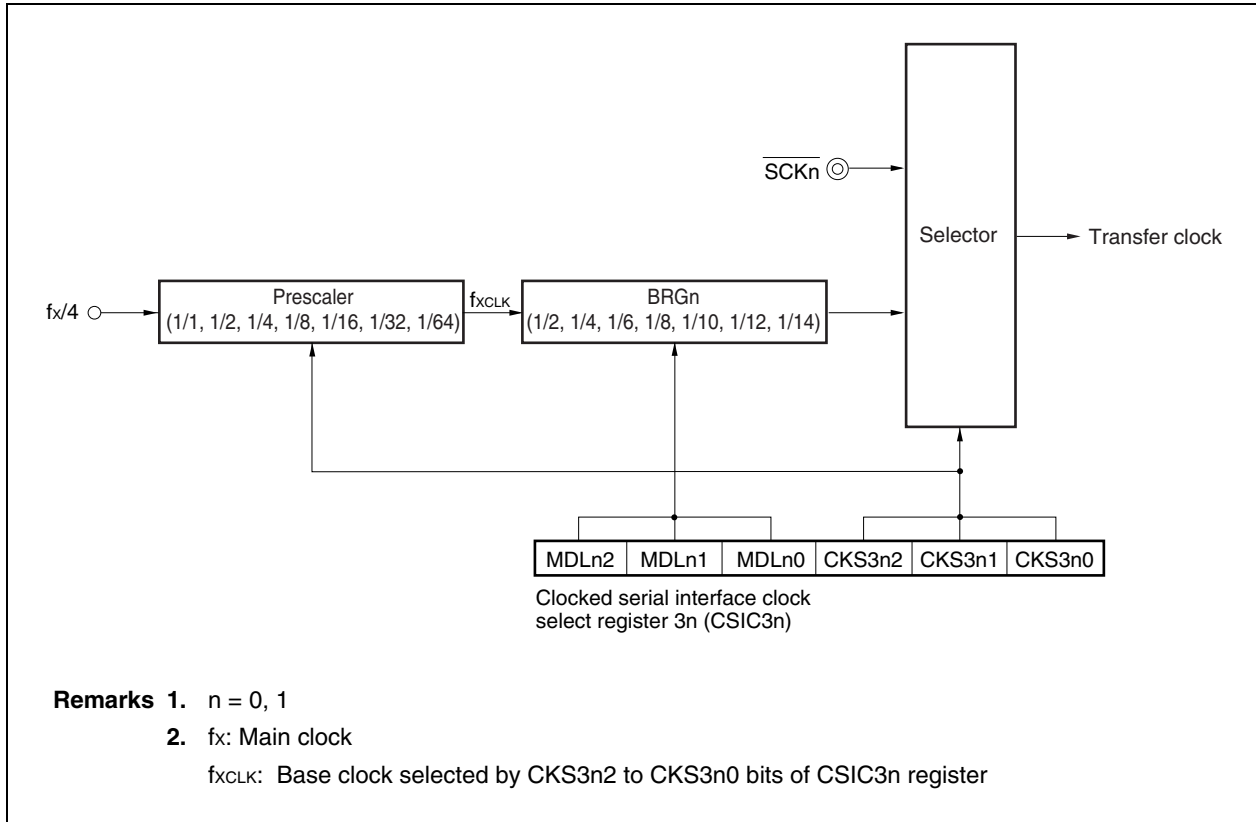 SCKn
Selector
Transfer clock
fx/4
Prescaler
(1/1, 1/2, 1/4, 1/8, 1/16, 1/32, 1/64)
fXCLK
BRGn
(1/2, 1/4, 1/6, 1/8, 1/10, 1/12, 1/14)
MDLn2 MDLn1 MDLn0 CKS3n2 CKS3n1 CKS3n0
Clocked serial interface clock
select register 3n (CSIC3n)
Remarks 1. n = 0, 1
2. fx: Main clock
fXCLK: Base clock selected by CKS3n2 to CKS3n0 bits of CSIC3n register